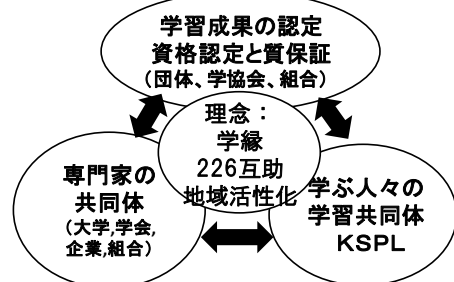 学習成果の認定
資格認定と質保証
（団体、学協会、組合）
理念：
学縁
226互助
地域活性化
専門家の
共同体
（大学,学会,
企業,組合）
学ぶ人々の
学習共同体
KSPL